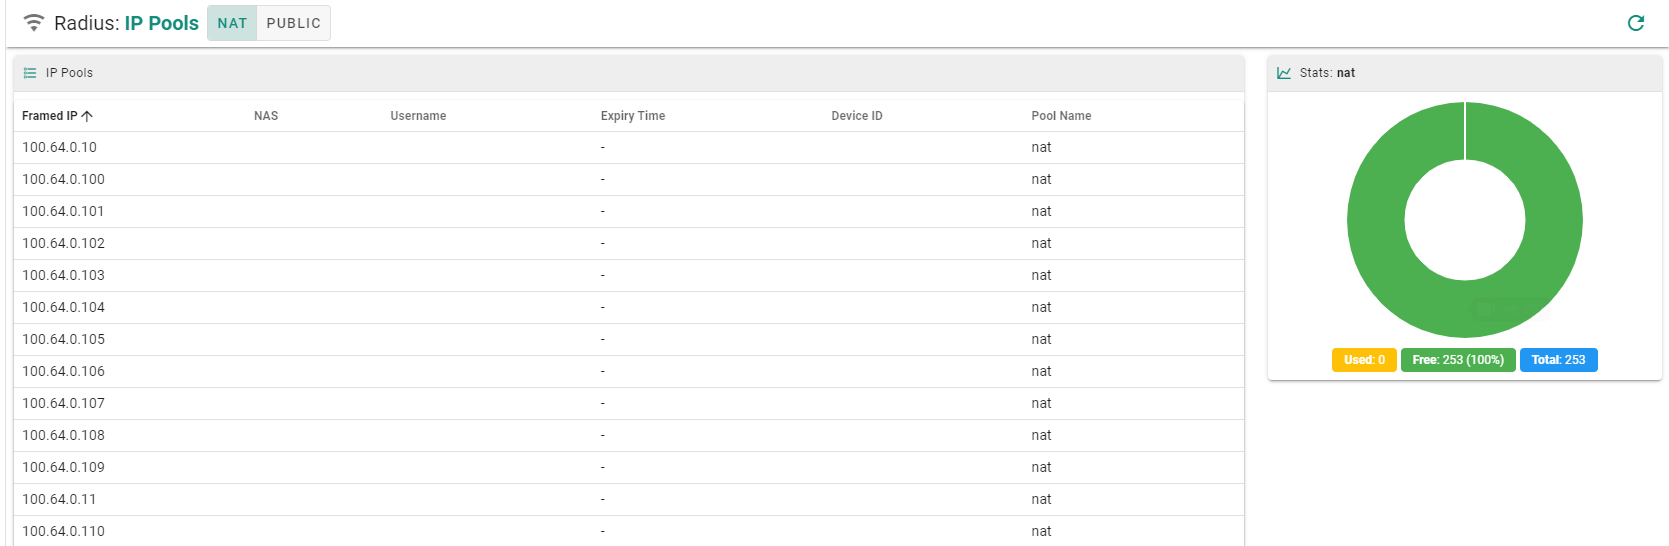 Radius: IP Pools NAT PUBLIC
IP Pools
Framed IP NAS Username Expiry Time Device ID Pool Name
100.64.0.10 - nat
100.64.0.100 - nat
100.64.0.101 - nat
100.64.0.102 - nat
100.64.0.103 - nat
100.64.0.104 - nat
100.64.0.105 - nat
100.64.0.106 - nat
100.64.0.107 - nat
100.64.0.108 - nat
100.64.0.109 - nat
100.64.0.11 - nat
100.64.0.110 - nat
Stats: nat
Used: 0 Free: 253 (100%) Total: 253